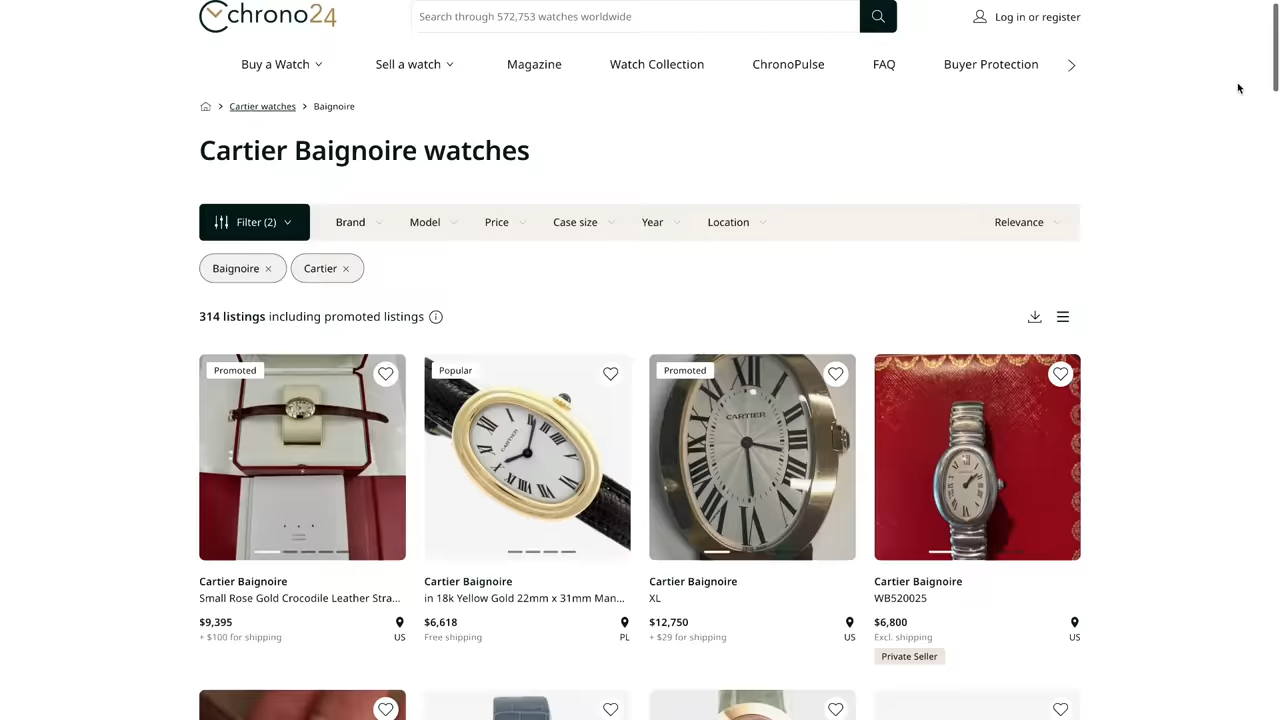 chrono24
Search through 572,753 watches worldwide
Log in or register
Buy a Watch
Sell a watch
Magazine
Watch Collection
ChronoPulse
FAQ
Buyer Protection
Cartier watches
Baignoire
Cartier Baignoire watches
Filter (2)
Brand
Model
Price
Case size
Year
Location
Relevance
Baignoire
Cartier
314 listings including promoted listings
Promoted
Popular
CARTIER
Promoted
CARTIER
Cartier Baignoire
Small Rose Gold Crocodile Leather Stra...
$9,395
+ $100 for shipping
US
Cartier Baignoire
in 18k Yellow Gold 22mm x 31mm Man...
$6,618
Free shipping
PL
Cartier Baignoire
XL
$12,750
+ $29 for shipping
US
Cartier Baignoire
WB520025
$6,800
Excl. shipping
US
Private Seller